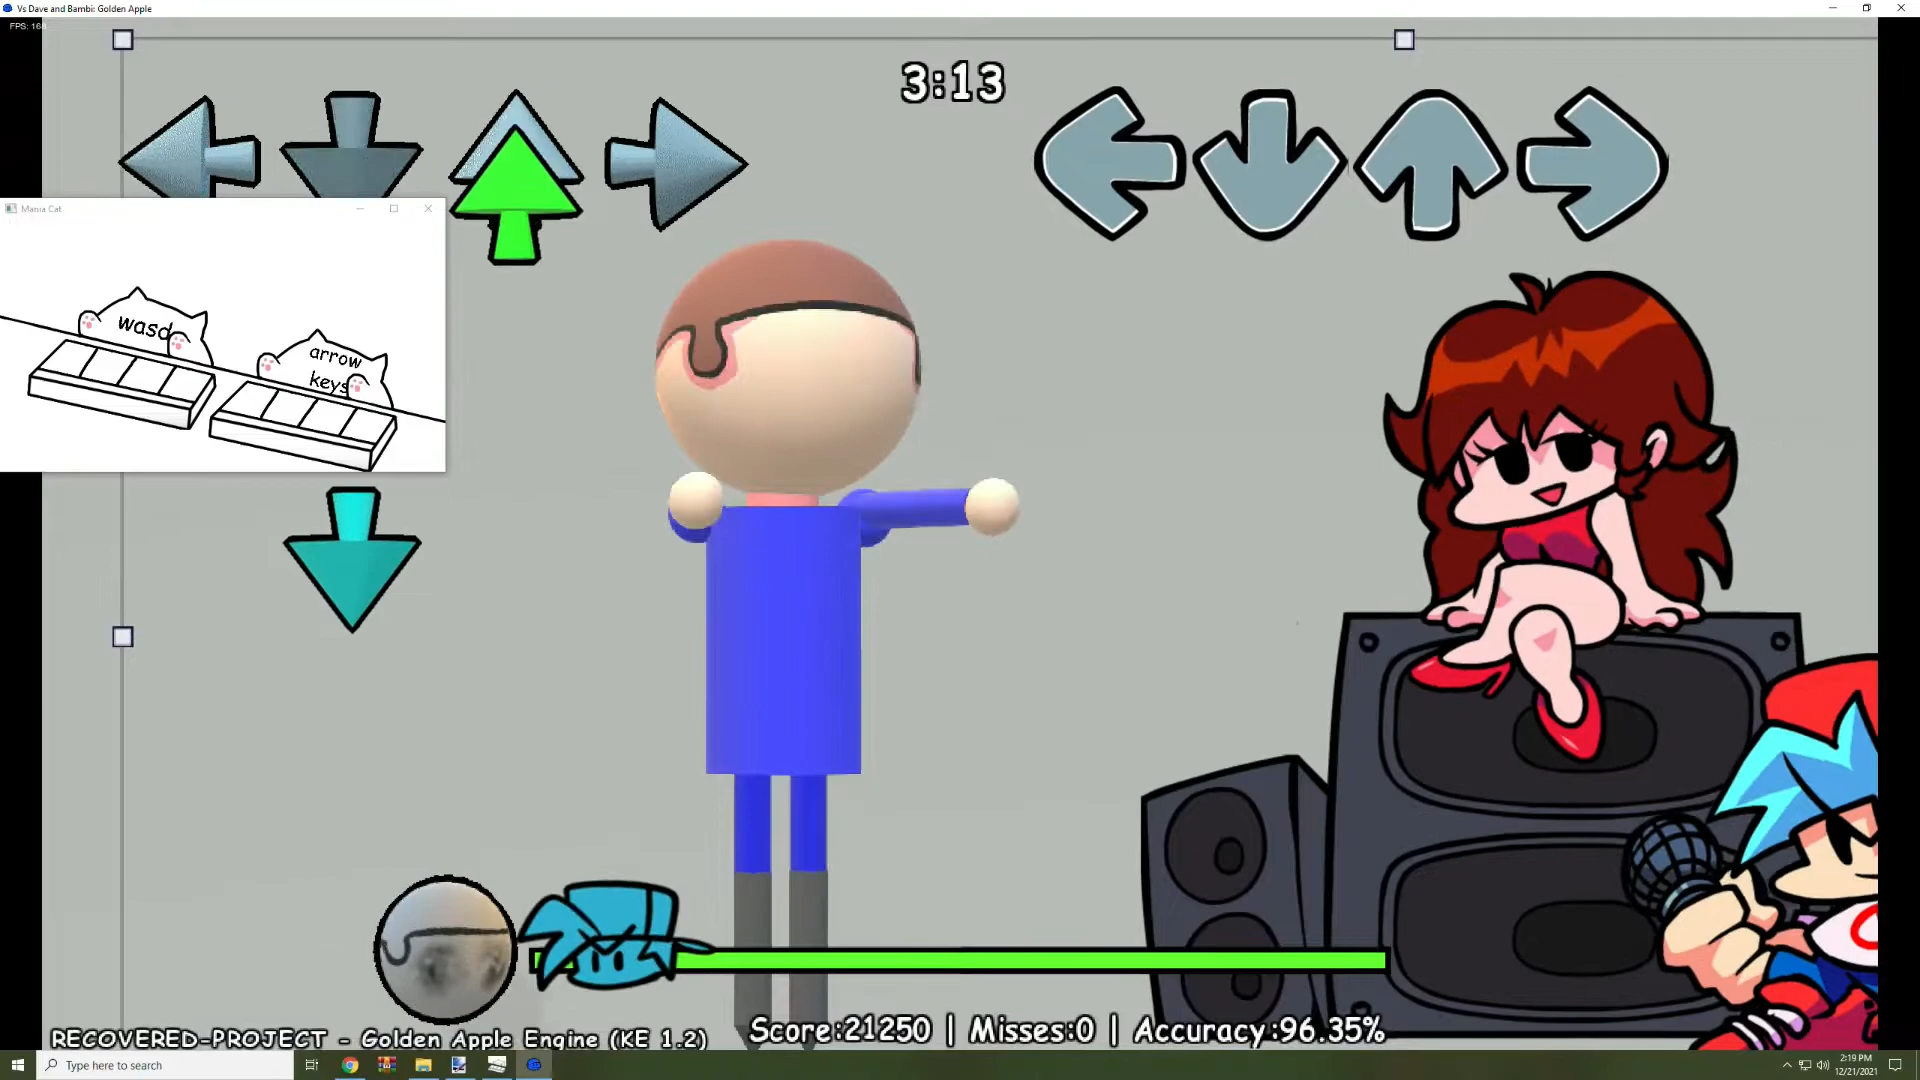 Vs Dave and Bambi: Golden Apple
3:13
Mania Cat
wasd
arrow
keys
RECOVERED-PROJECT - Golden Apple Engine (KE 1.2)
Score:21250 | Misses:0 | Accuracy:96.35%
Type here to search
2:19 PM
12/21/2021